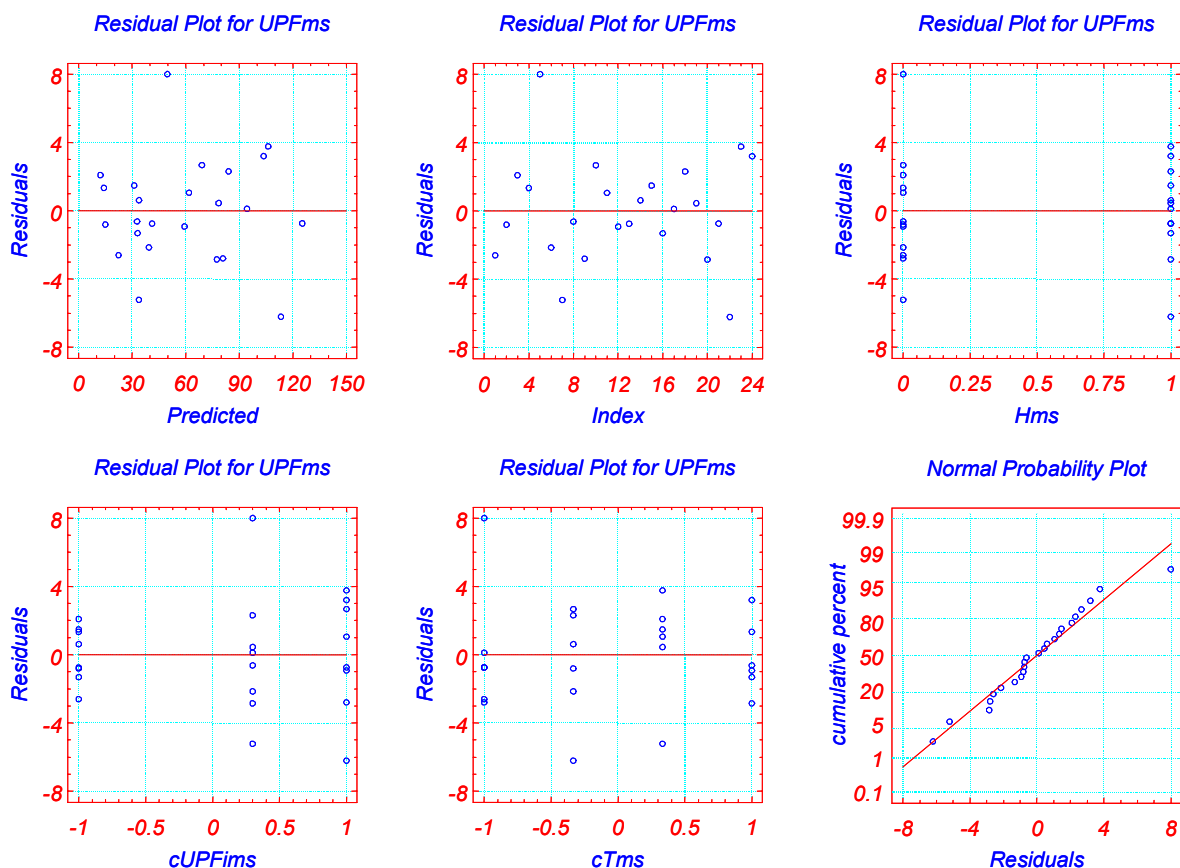 Residual Plot for UPFms
8
4
0
-4
-8
Residuals
0 30 60 90 120 150
Predicted
Residual Plot for UPFms
8
4
0
-4
-8
Residuals
0 4 8 12 16 20 24
Index
Residual Plot for UPFms
8
4
0
-4
-8
Residuals
0 0.25 0.5 0.75 1
Hms
Residual Plot for UPFms
8
4
0
-4
-8
Residuals
-1 -0.5 0 0.5 1
cUPFims
Residual Plot for UPFms
8
4
0
-4
-8
Residuals
-1 -0.5 0 0.5 1
cTms
Normal Probability Plot
99.9
99
95
80
50
20
5
1
0.1
cumulative percent
-8 -4 0 4 8
Residuals